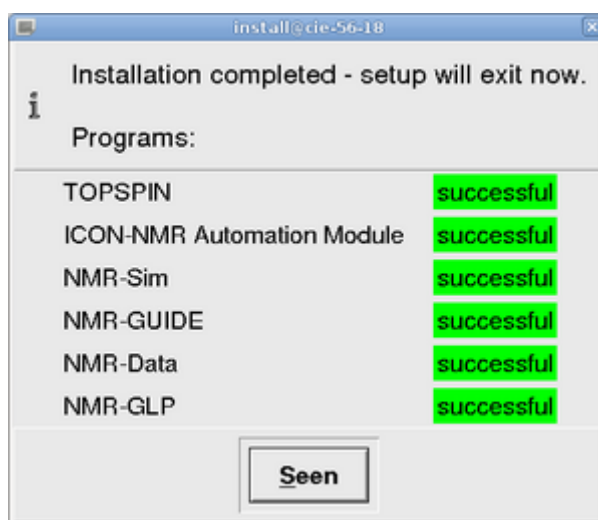 install@cie-56-18
Installation completed - setup will exit now.
Programs:
TOPSPIN successful
ICON-NMR Automation Module successful
NMR-Sim successful
NMR-GUIDE successful
NMR-Data successful
NMR-GLP successful
Seen